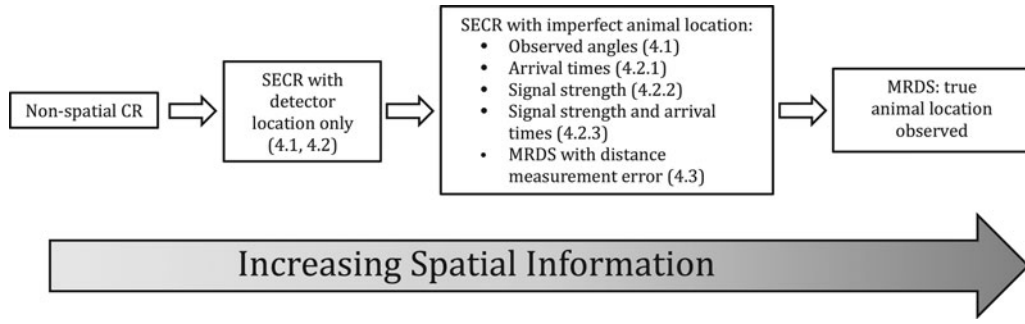 Non-spatial CR
SECR with
detector
location only
(4.1, 4.2)
SECR with imperfect animal location:
• Observed angles (4.1)
• Arrival times (4.2.1)
• Signal strength (4.2.2)
• Signal strength and arrival
times (4.2.3)
• MRDS with distance
measurement error (4.3)
MRDS: true
animal location
observed
Increasing Spatial Information